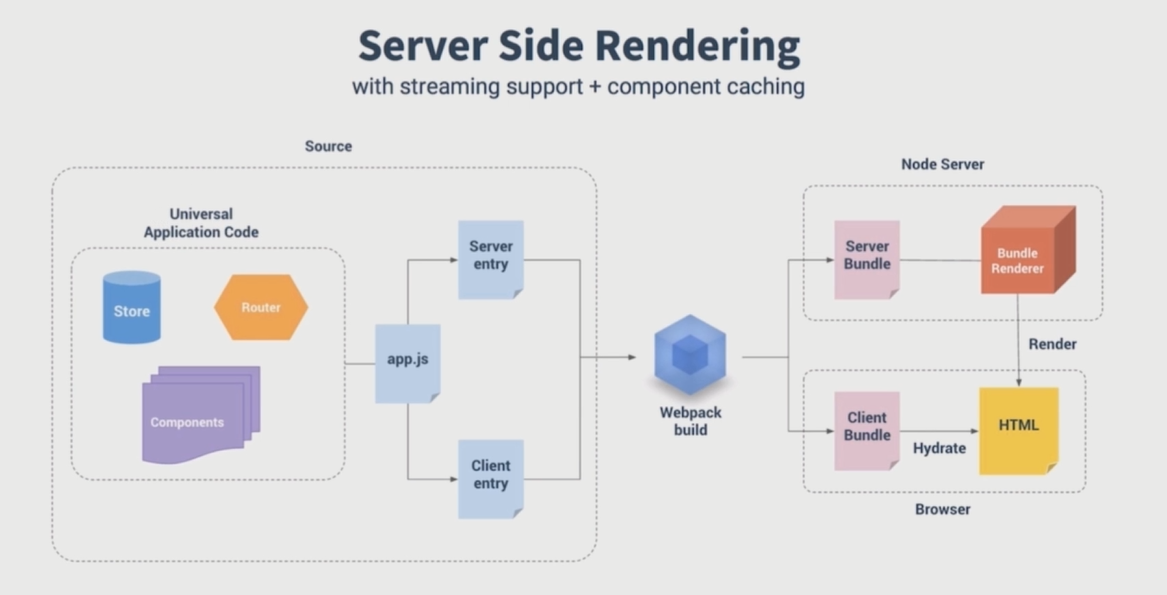 Server Side Rendering
with streaming support + component caching
Source
Universal
Application Code
Store
Router
Components
app.js
Server
entry
Client
entry
Webpack
build
Node Server
Server
Bundle
Bundle
Renderer
Render
Client
Bundle
Hydrate
HTML
Browser